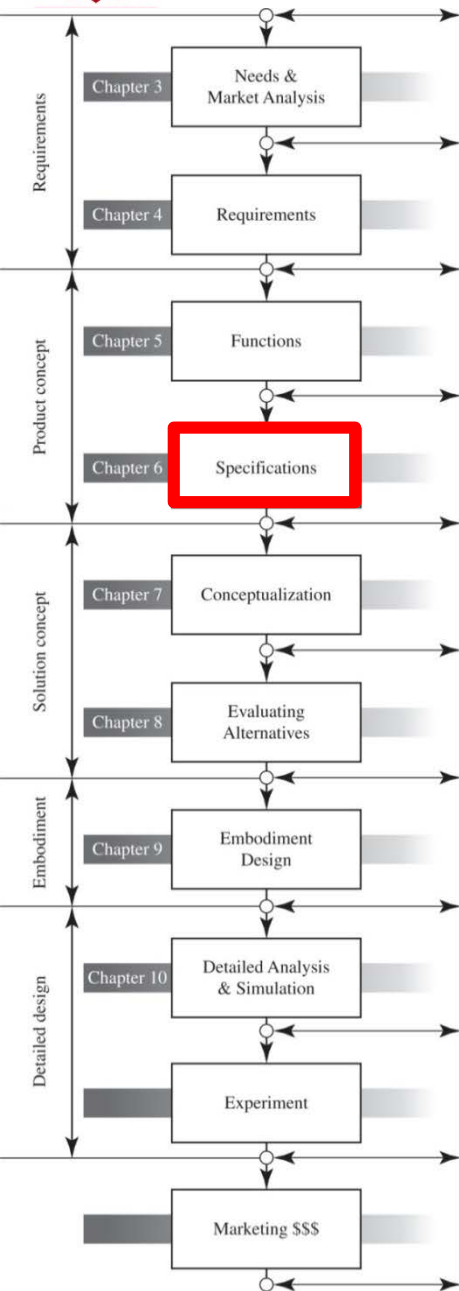 Requirements
Chapter 3
Needs &
Market Analysis
Chapter 4
Requirements
Product concept
Chapter 5
Functions
Chapter 6
Specifications
Solution concept
Chapter 7
Conceptualization
Chapter 8
Evaluating
Alternatives
Embodiment
Chapter 9
Embodiment
Design
Detailed design
Chapter 10
Detailed Analysis
& Simulation
Experiment
Marketing $$$